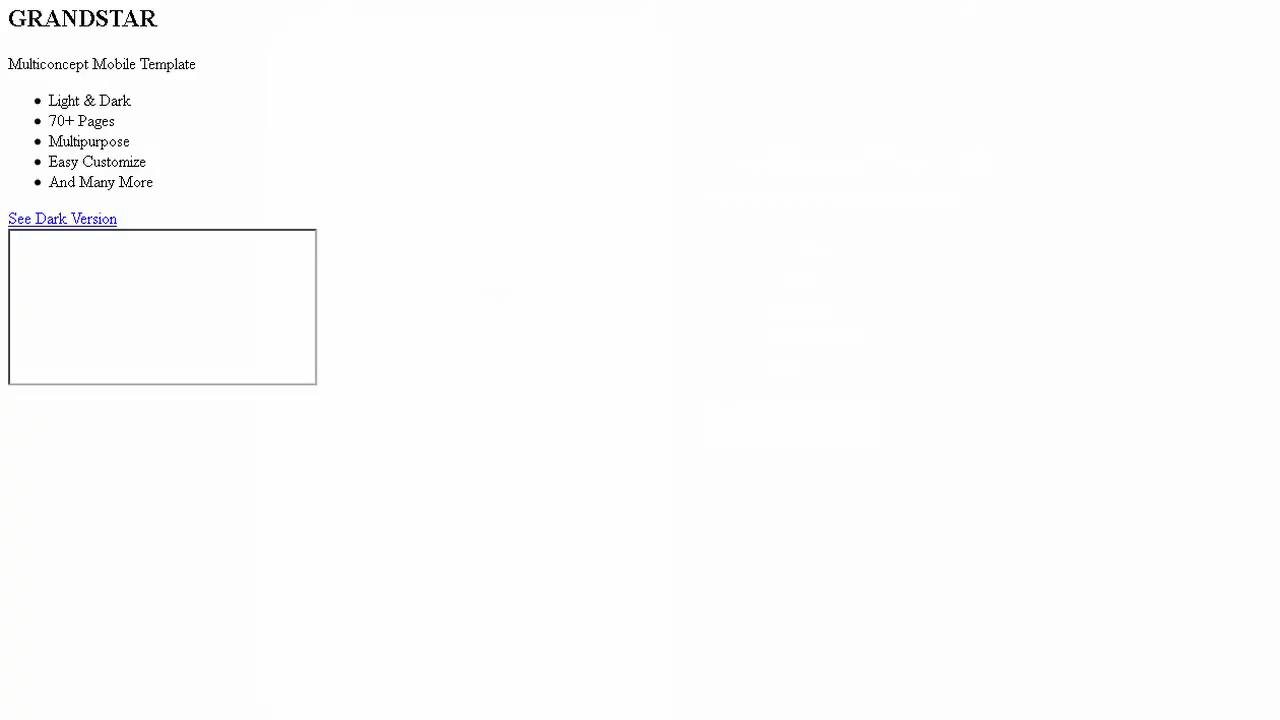 GRANDSTAR
Multiconcept Mobile Template
Light & Dark
70+ Pages
Multipurpose
Easy Customize
And Many More
See Dark Version